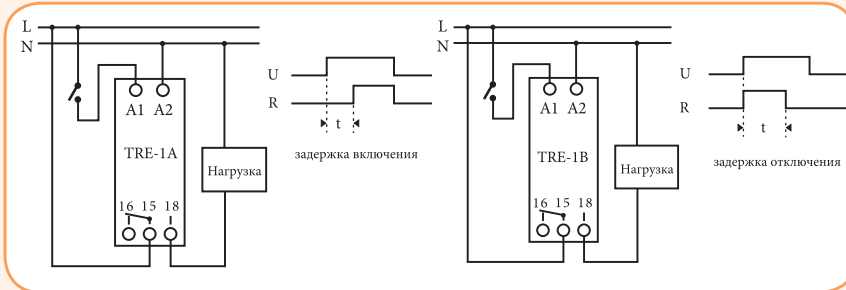 L
N
A1 A2
TRE-1A
16 15 18
Нагрузка
U
R
t
задержка включения
L
N
A1 A2
TRE-1B
16 15 18
Нагрузка
U
R
t
задержка отключения